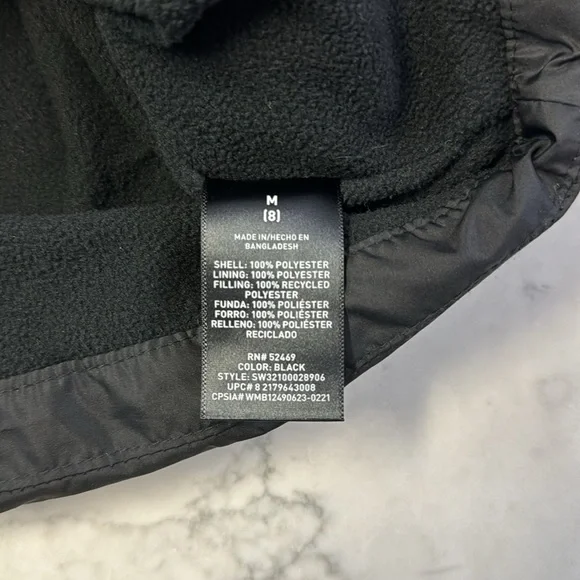 M
(8)
MADE IN/HECHO EN
BANGLADESH
SHELL: 100% POLYESTER
LINING: 100% POLYESTER
FILLING: 100% RECYCLED
POLYESTER
FUNDA: 100% POLIÉSTER
FORRO: 100% POLIÉSTER
RELLENO: 100% POLIÉSTER
RECICLADO
RN# 52469
COLOR: BLACK
STYLE: SW32100028906
UPC# 8 2179643008
CPSIA# WMB12490623-0221